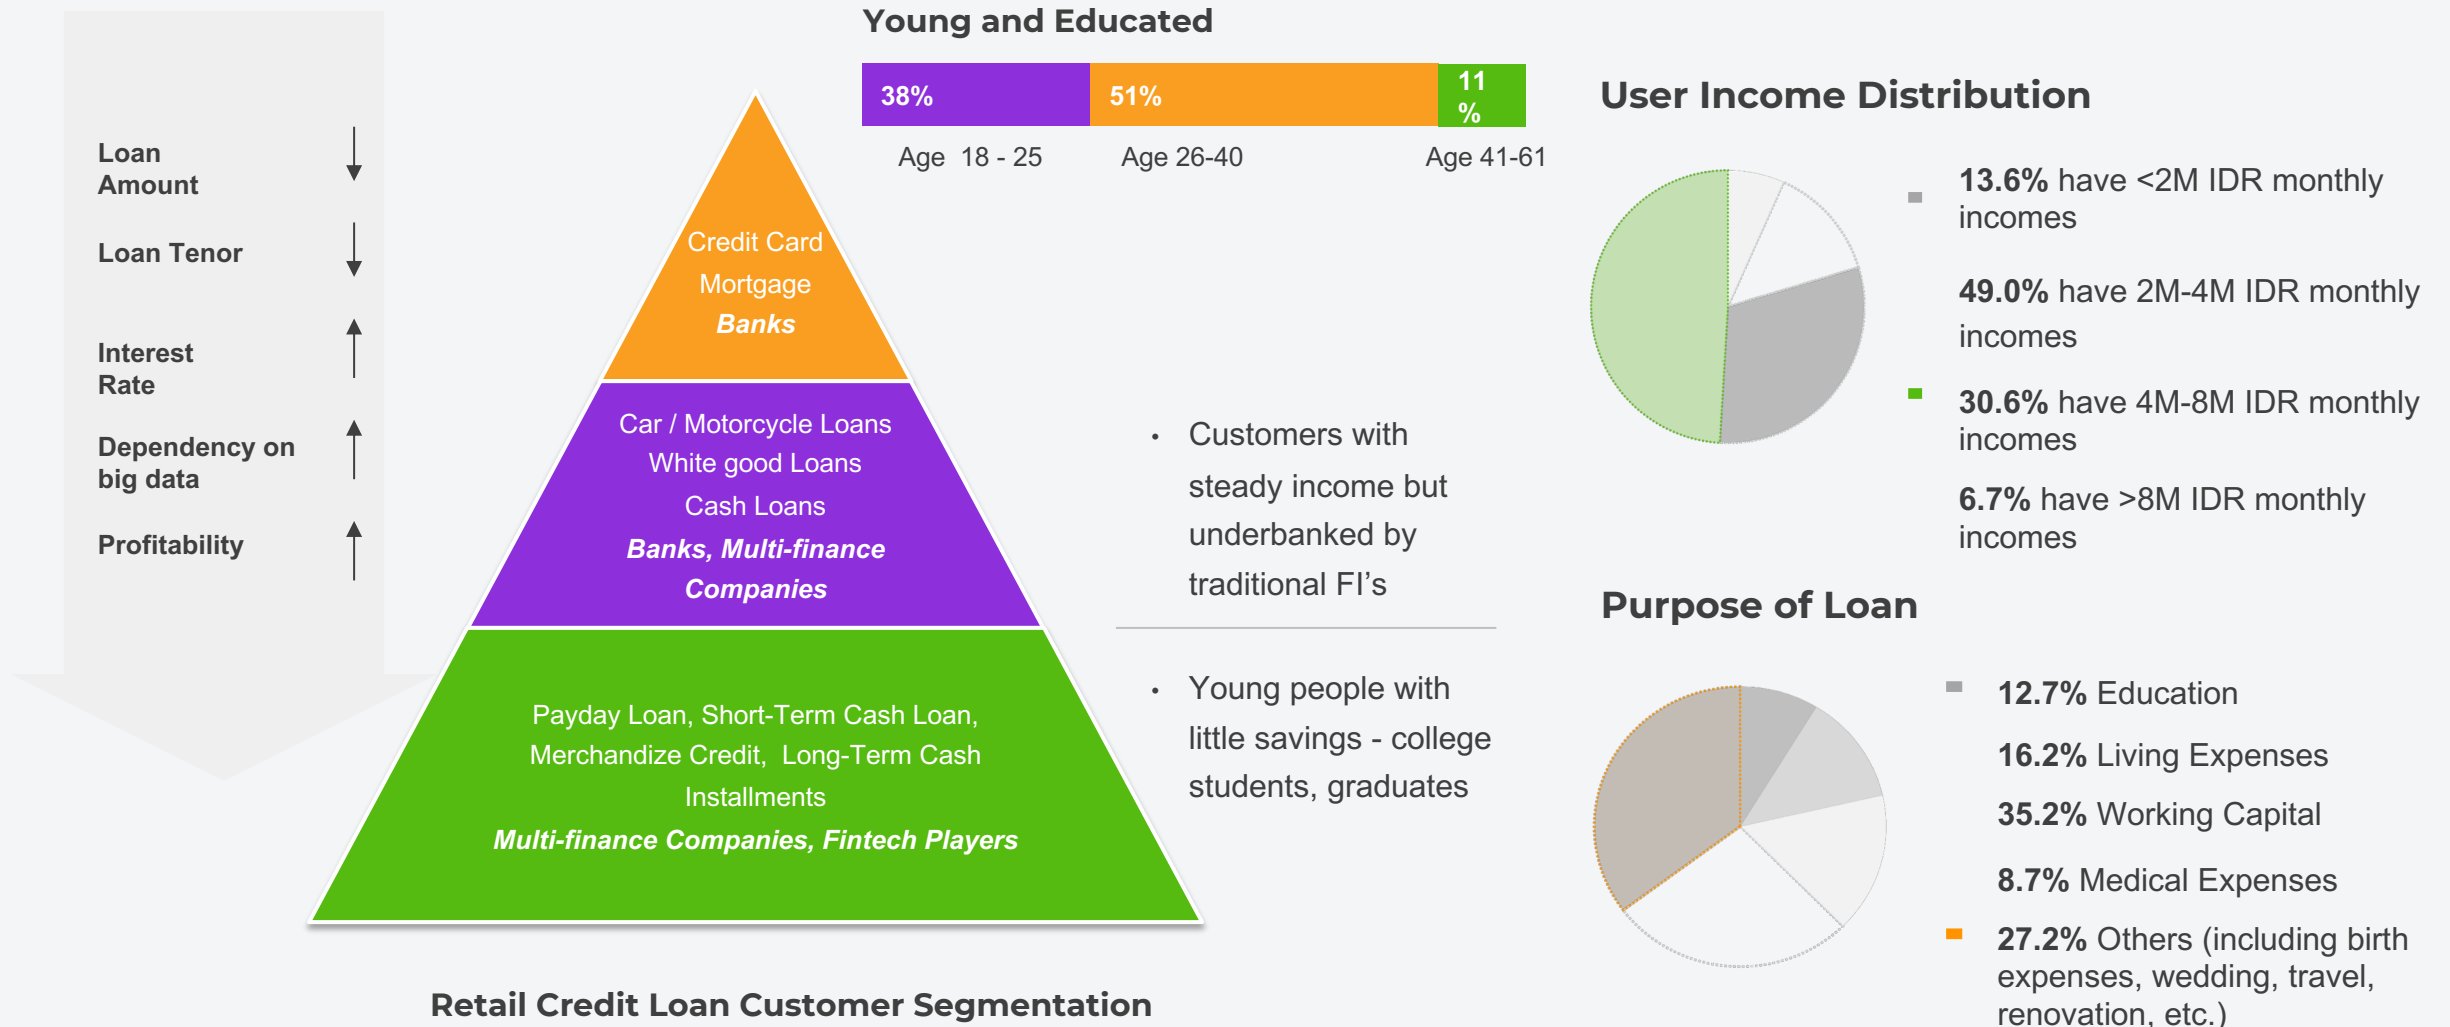 Young and Educated
38%
51%
11
%
Age 18 - 25
Age 26-40
Age 41-61
Loan
Amount
Loan Tenor
Interest
Rate
Dependency on
big data
Profitability
Credit Card
Mortgage
Banks
Car / Motorcycle Loans
White good Loans
Cash Loans
Banks, Multi-finance
Companies
Payday Loan, Short-Term Cash Loan,
Merchandize Credit, Long-Term Cash
Installments
Multi-finance Companies, Fintech Players
Retail Credit Loan Customer Segmentation
• Customers with
steady income but
underbanked by
traditional FI’s
• Young people with
little savings - college
students, graduates
User Income Distribution
13.6% have <2M IDR monthly
incomes
49.0% have 2M-4M IDR monthly
incomes
30.6% have 4M-8M IDR monthly
incomes
6.7% have >8M IDR monthly
incomes
Purpose of Loan
12.7% Education
16.2% Living Expenses
35.2% Working Capital
8.7% Medical Expenses
27.2% Others (including birth
expenses, wedding, travel,
renovation, etc.)